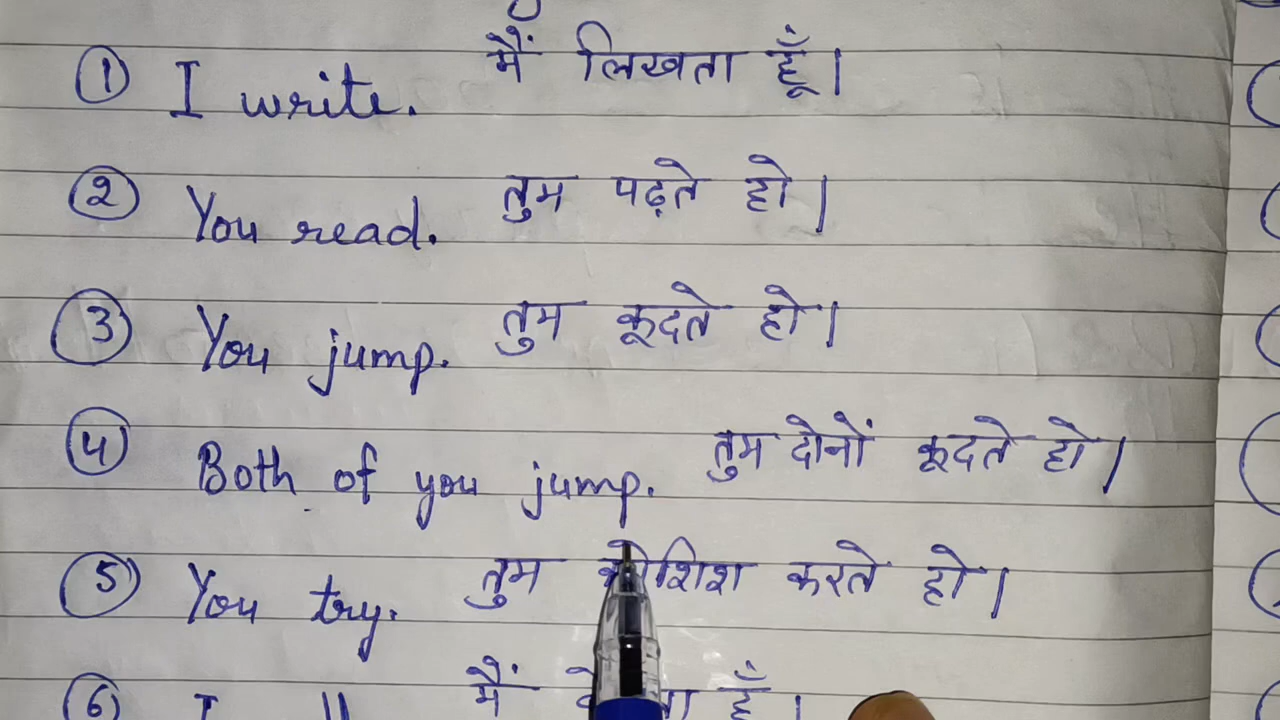 ① I write. मैं लिखता हूँ।
② You read. तुम पढ़ते हो।
③ You jump. तुम कूदते हो।
④ Both of you jump. तुम दोनों कूदते हो।
⑤ You try. तुम कोशिश करते हो।
⑥ I मैं हूँ।